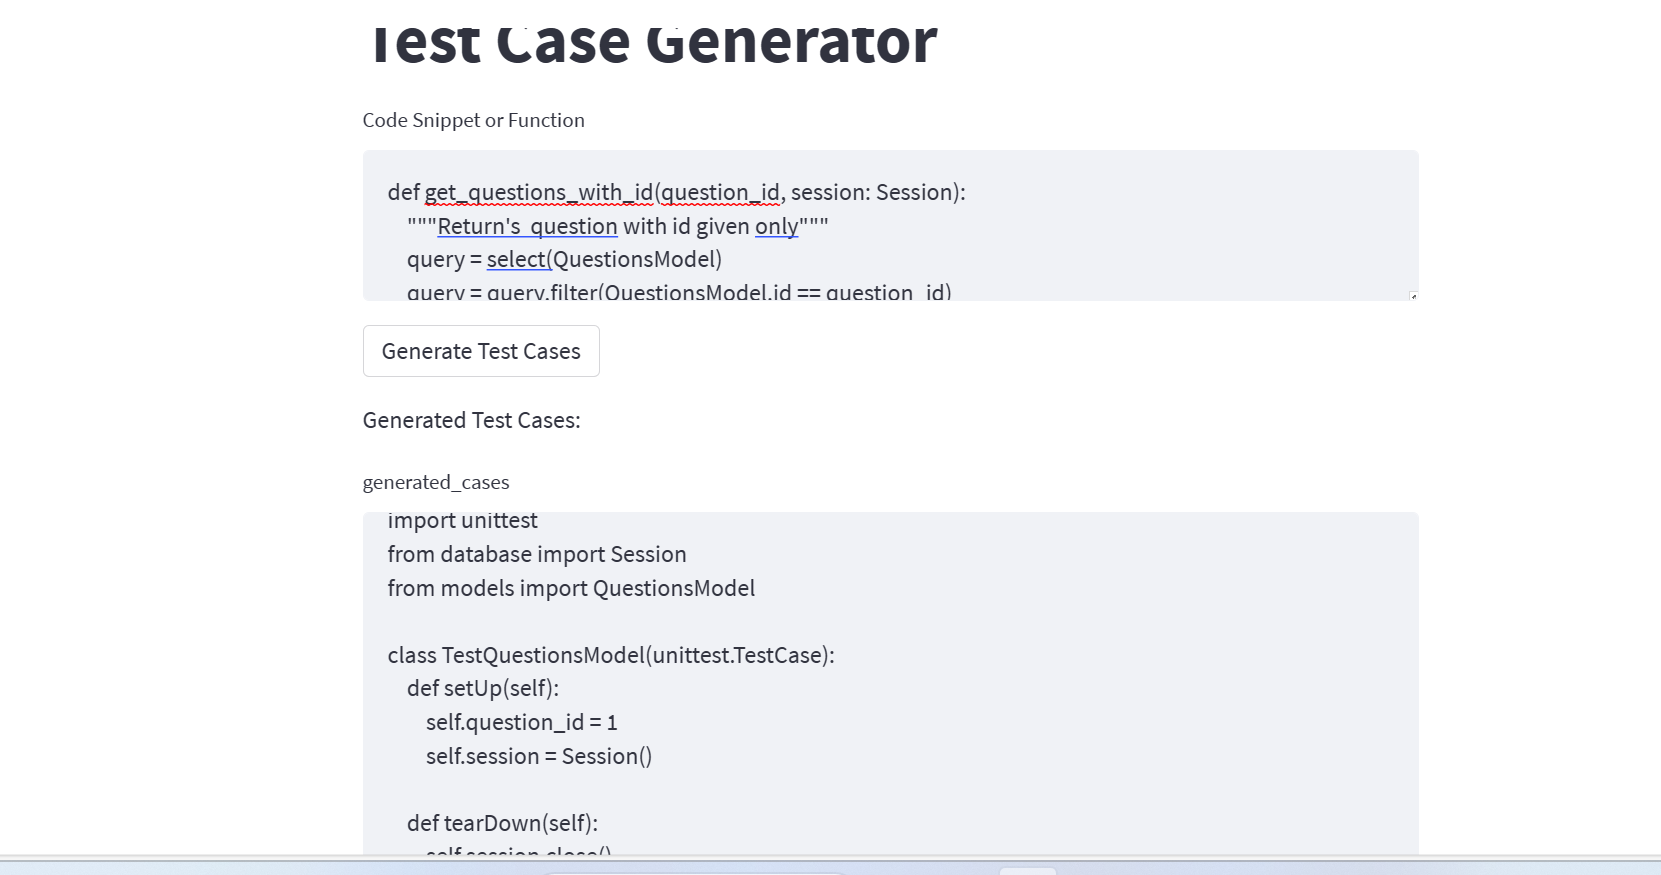 Test Case Generator
Code Snippet or Function
def get_questions_with_id(question_id, session: Session):
"""Return's  question with id given only"""
query = select(QuestionsModel)
query = query.filter(QuestionsModel.id == question_id)
Generate Test Cases
Generated Test Cases:
generated_cases
import unittest
from database import Session
from models import QuestionsModel
class TestQuestionsModel(unittest.TestCase):
def setUp(self):
self.question_id = 1
self.session = Session()
def tearDown(self):
self.session.close()